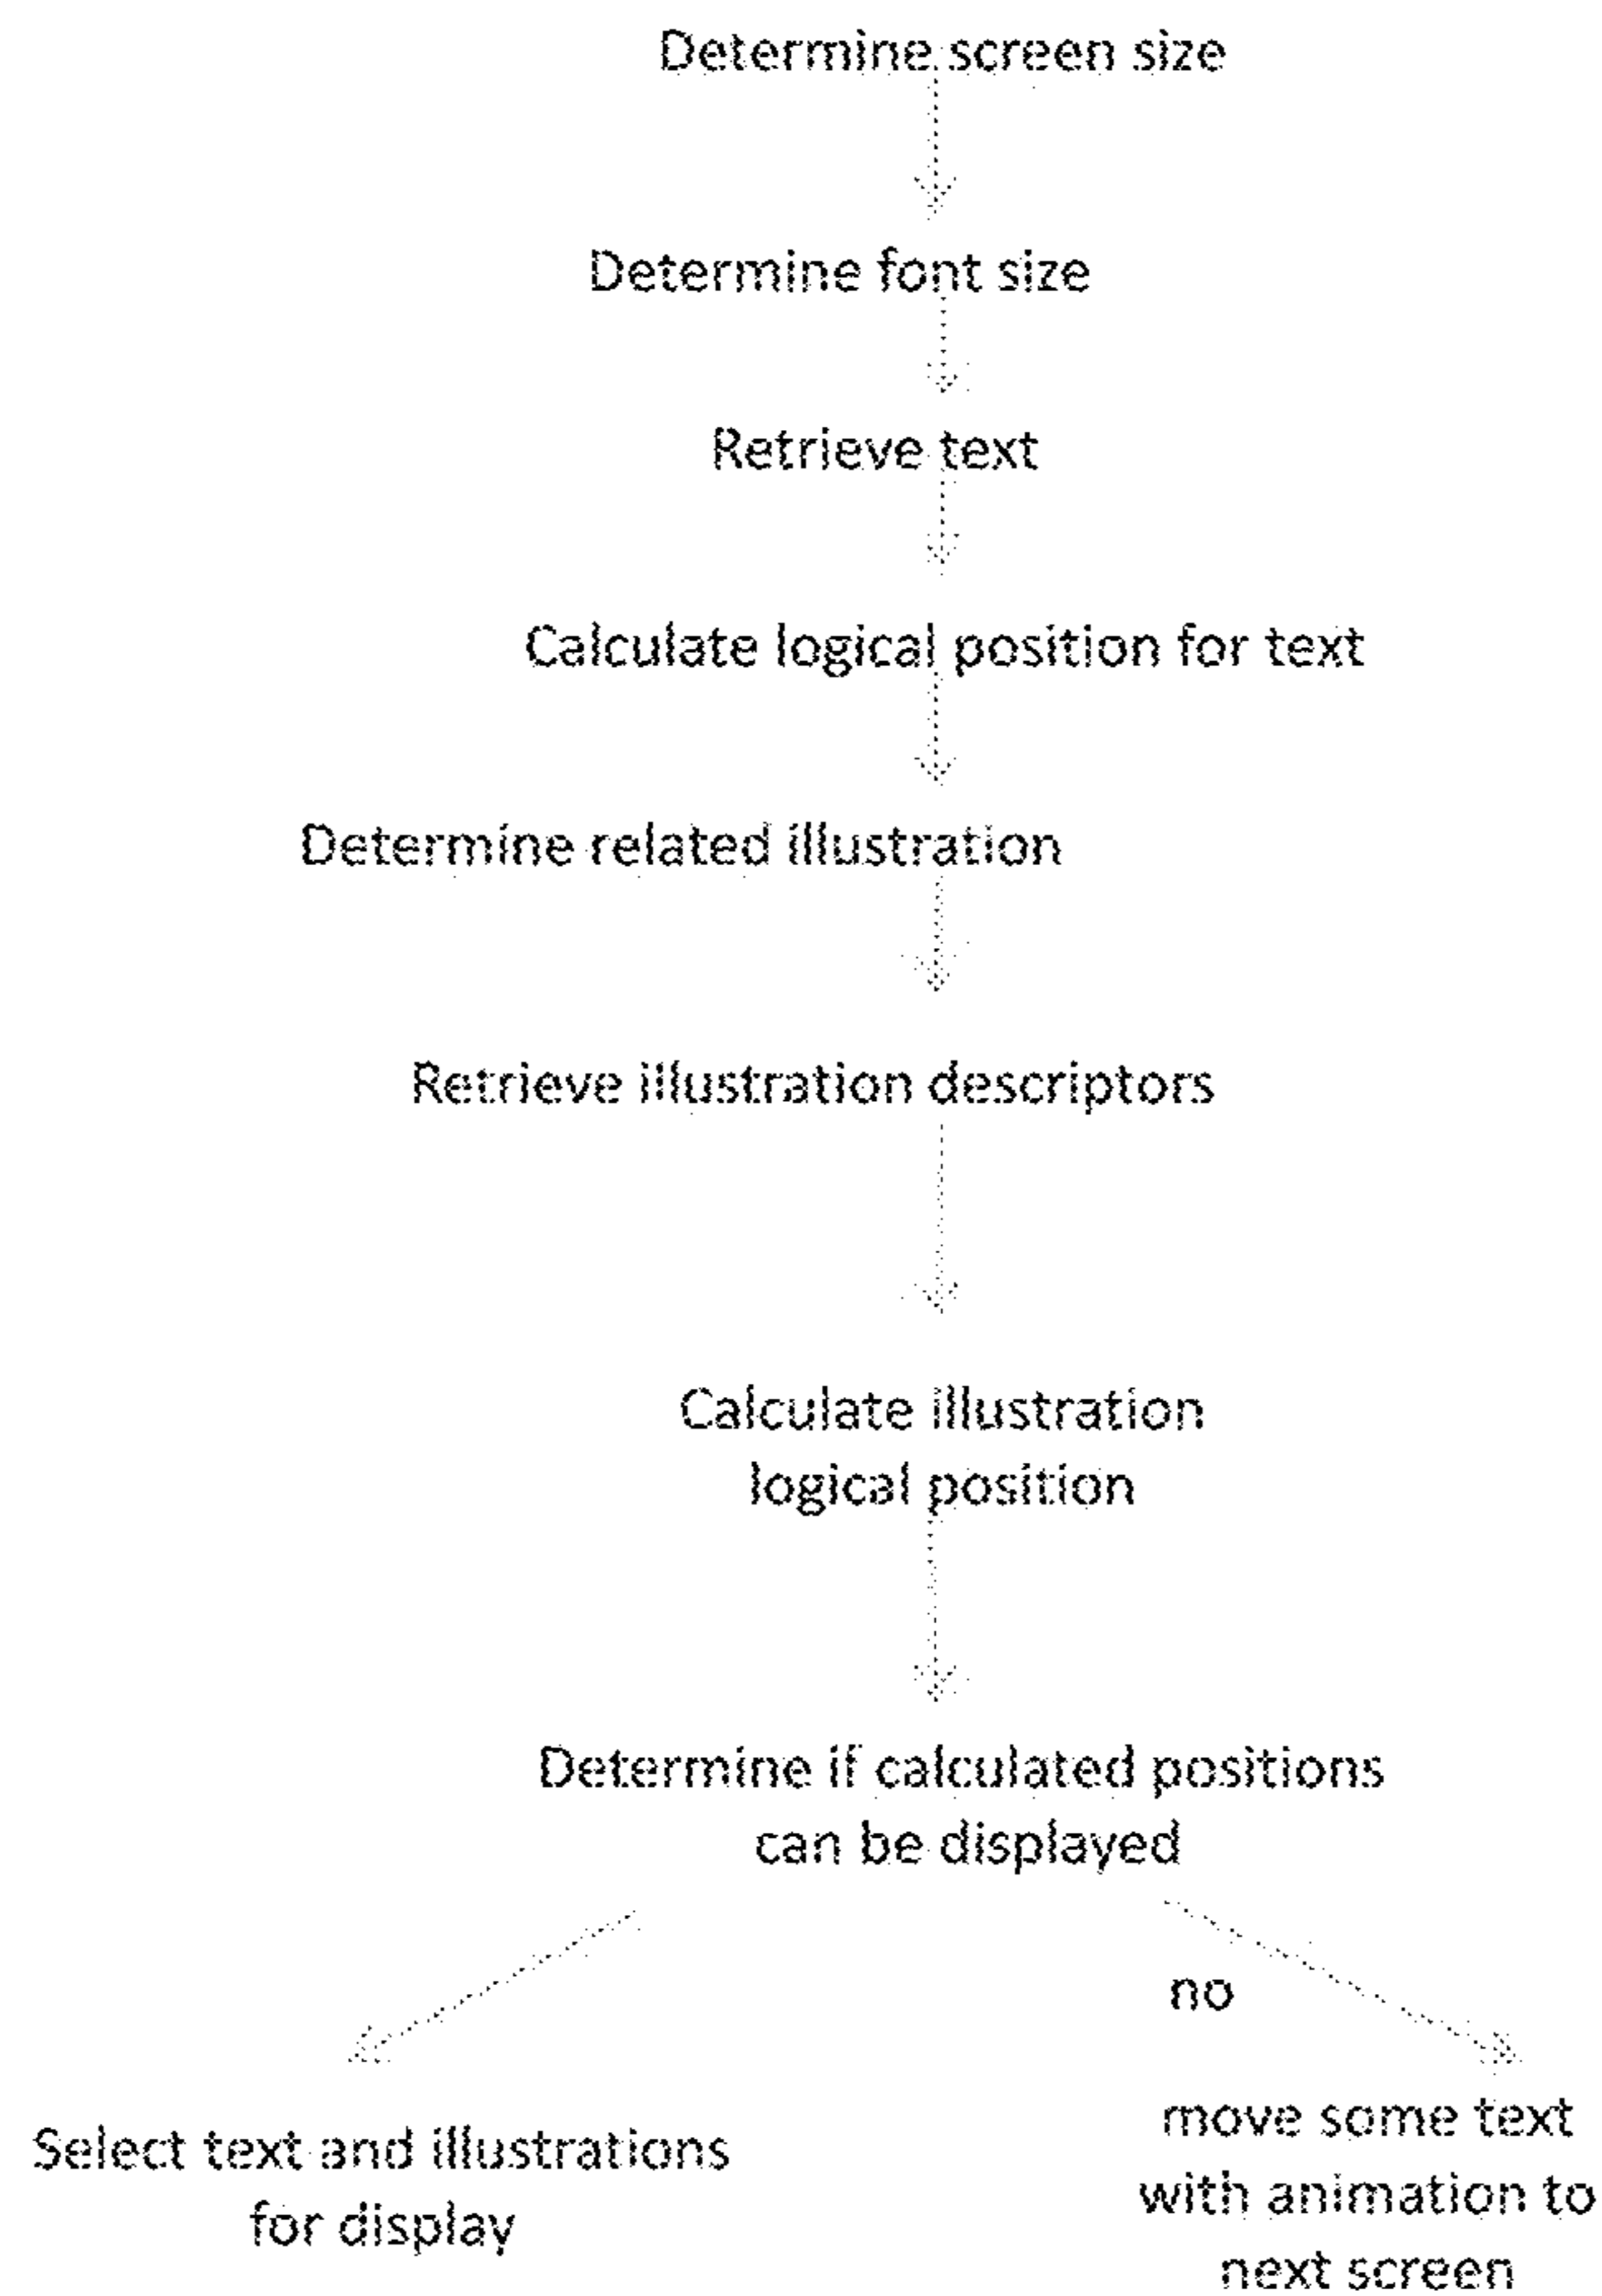 Determine screen size
Determine font size
Retrieve text
Calculate logical position for text
Determine related illustration
Retrieve illustration descriptors
Calculate illustration
logical position
Determine if calculated positions
can be displayed
no
Select text and illustrations
for display
move some text
with animation to
next screen